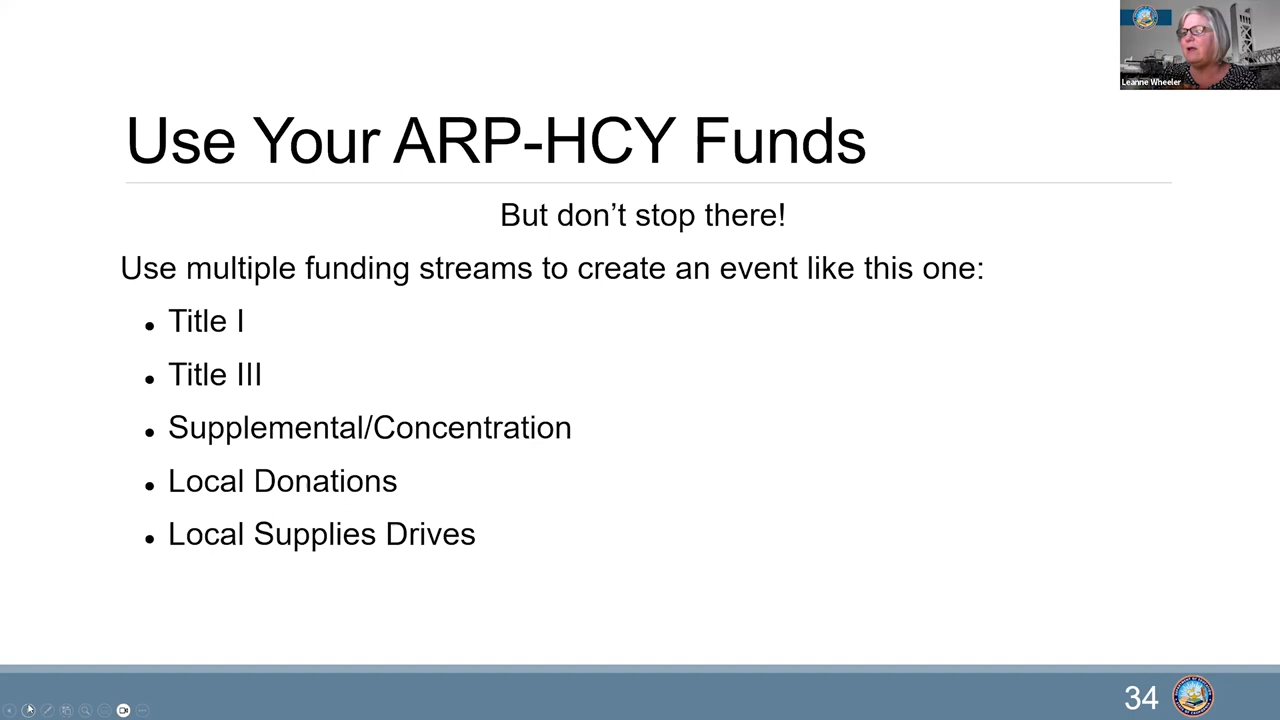 Leanne Wheeler
Use Your ARP-HCY Funds
But don’t stop there!
Use multiple funding streams to create an event like this one:
• Title I
• Title III
• Supplemental/Concentration
• Local Donations
• Local Supplies Drives
34